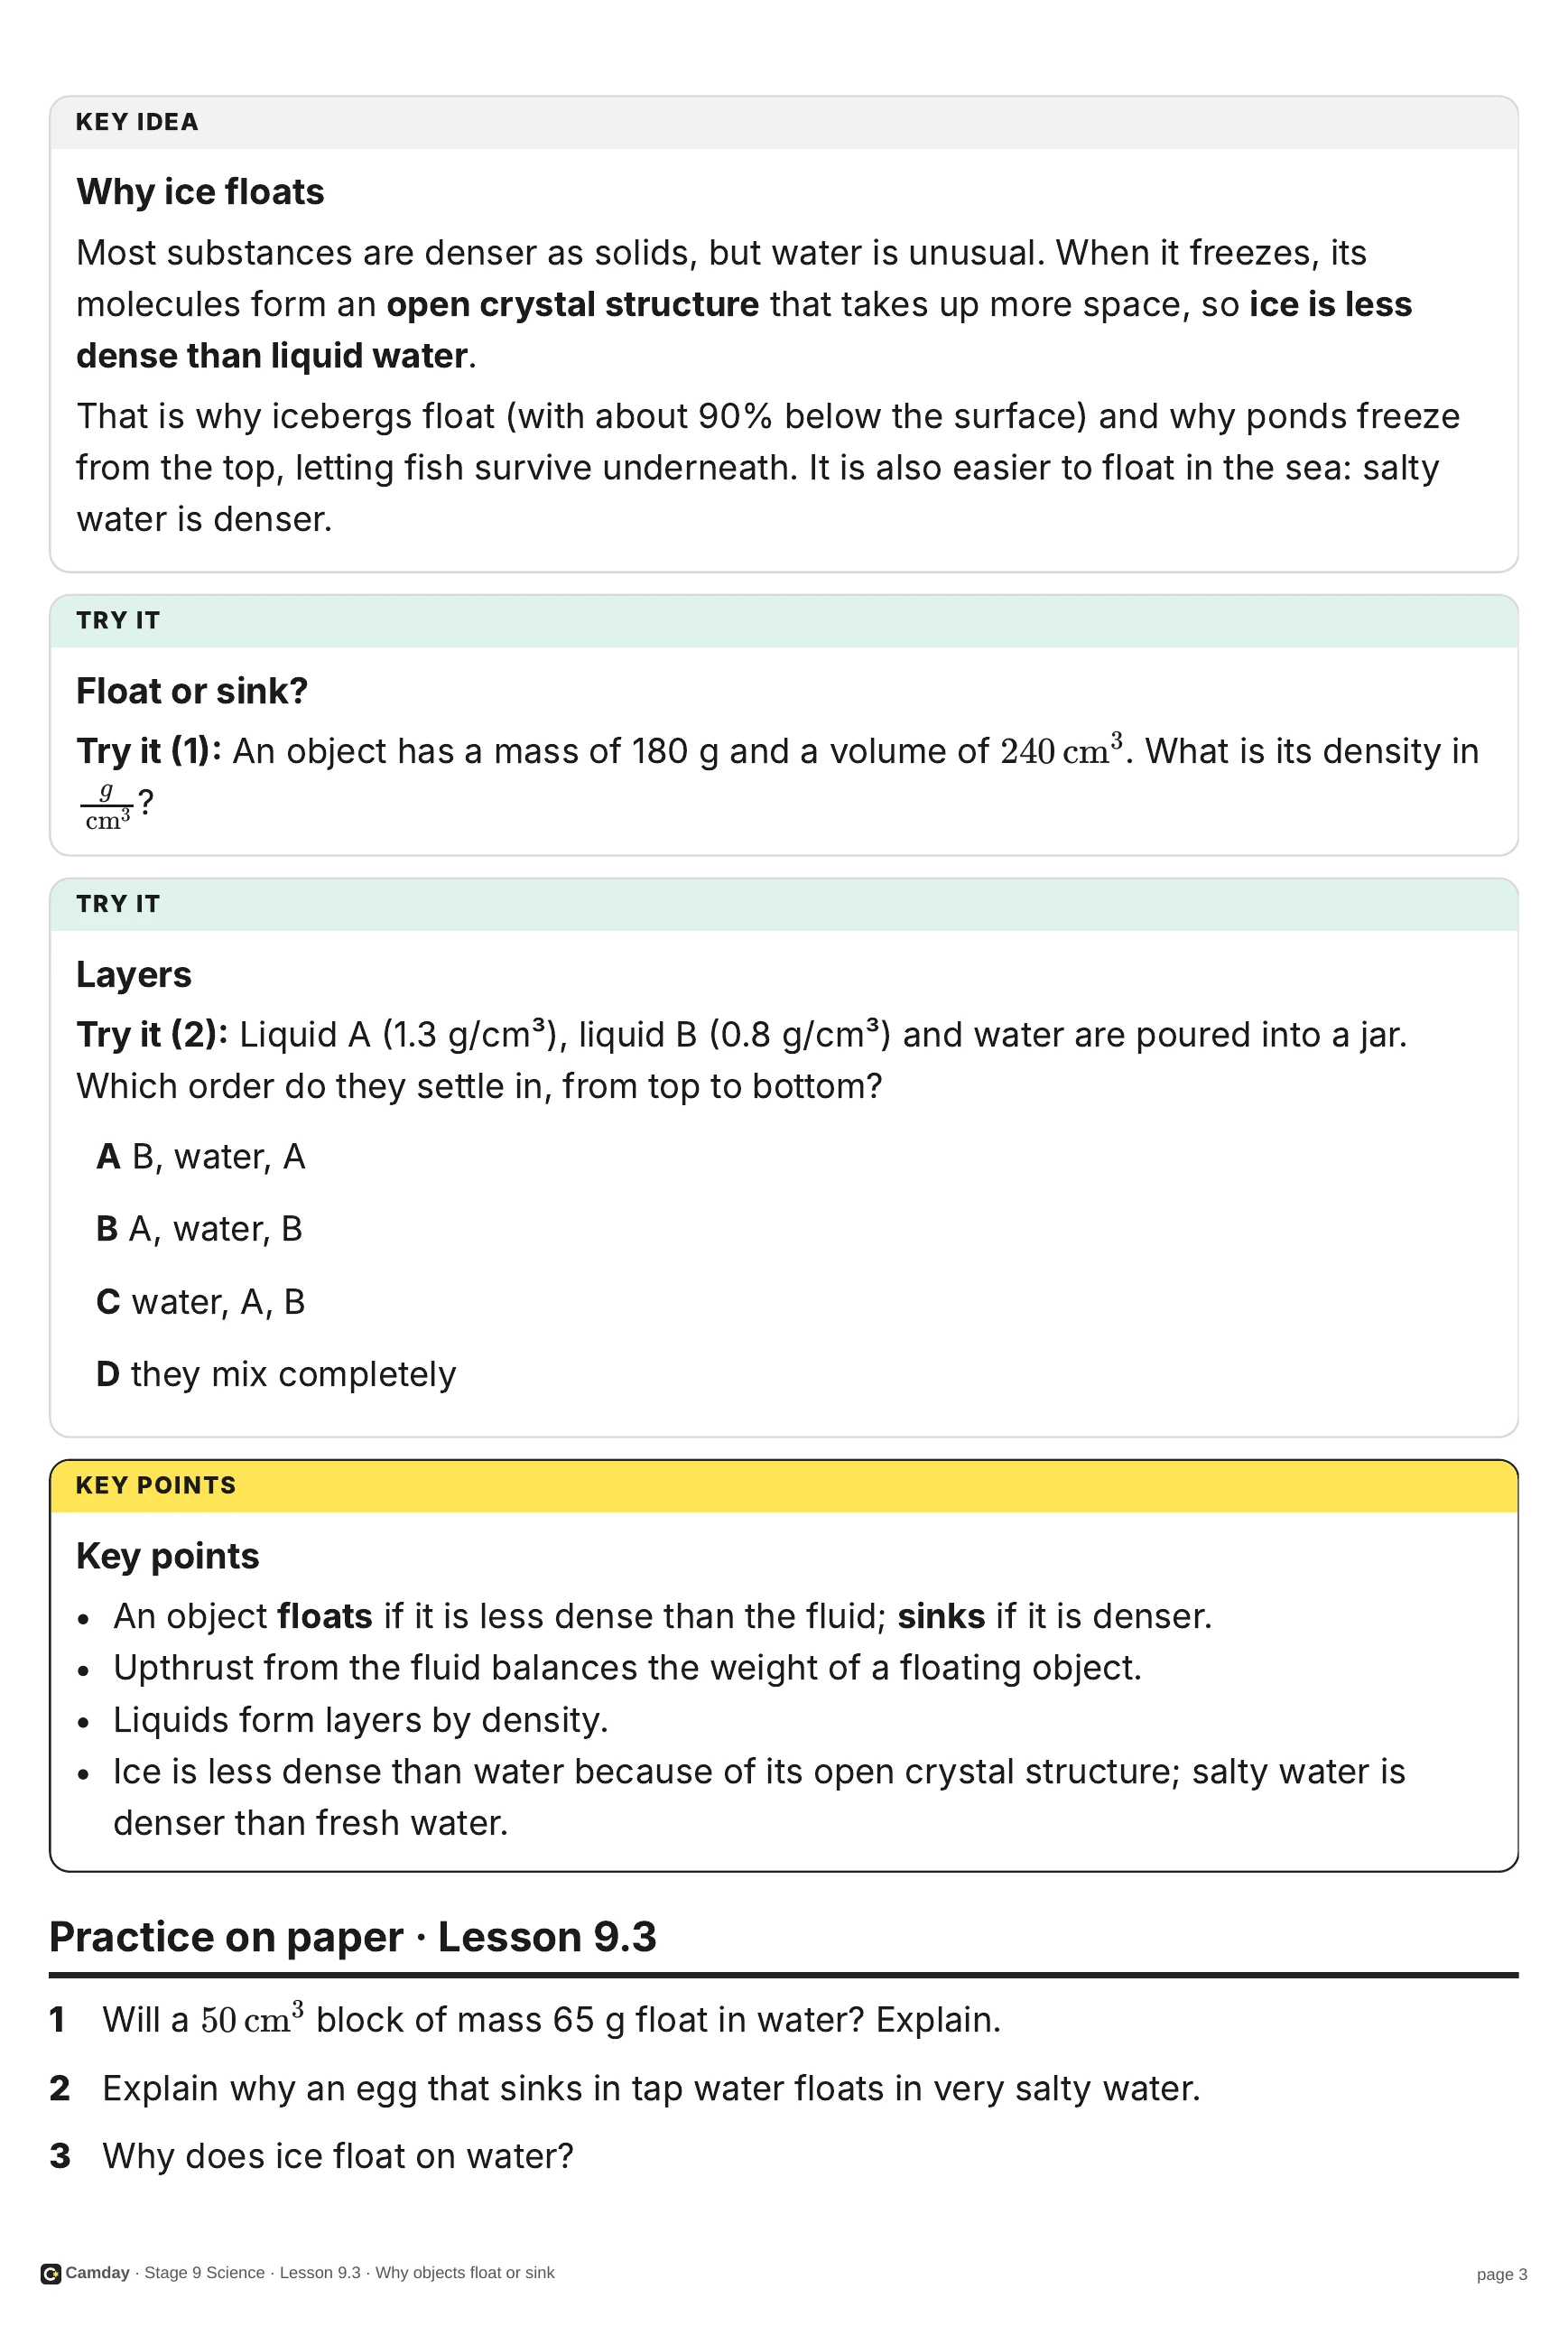 KEY IDEA
Why ice floats
Most substances are denser as solids, but water is unusual. When it freezes, its
molecules form an open crystal structure that takes up more space, so ice is less
dense than liquid water.
That is why icebergs float (with about 90% below the surface) and why ponds freeze
from the top, letting fish survive underneath. It is also easier to float in the sea: salty
water is denser.
TRY IT
Float or sink?
Try it (1): An object has a mass of 180 g and a volume of 240 cm³. What is its density in
g/cm³?
TRY IT
Layers
Try it (2): Liquid A (1.3 g/cm³), liquid B (0.8 g/cm³) and water are poured into a jar.
Which order do they settle in, from top to bottom?
A B, water, A
B A, water, B
C water, A, B
D they mix completely
KEY POINTS
Key points
• An object floats if it is less dense than the fluid; sinks if it is denser.
• Upthrust from the fluid balances the weight of a floating object.
• Liquids form layers by density.
• Ice is less dense than water because of its open crystal structure; salty water is
denser than fresh water.
Practice on paper · Lesson 9.3
1 Will a 50 cm³ block of mass 65 g float in water? Explain.
2 Explain why an egg that sinks in tap water floats in very salty water.
3 Why does ice float on water?
Camday · Stage 9 Science · Lesson 9.3 · Why objects float or sink
page 3